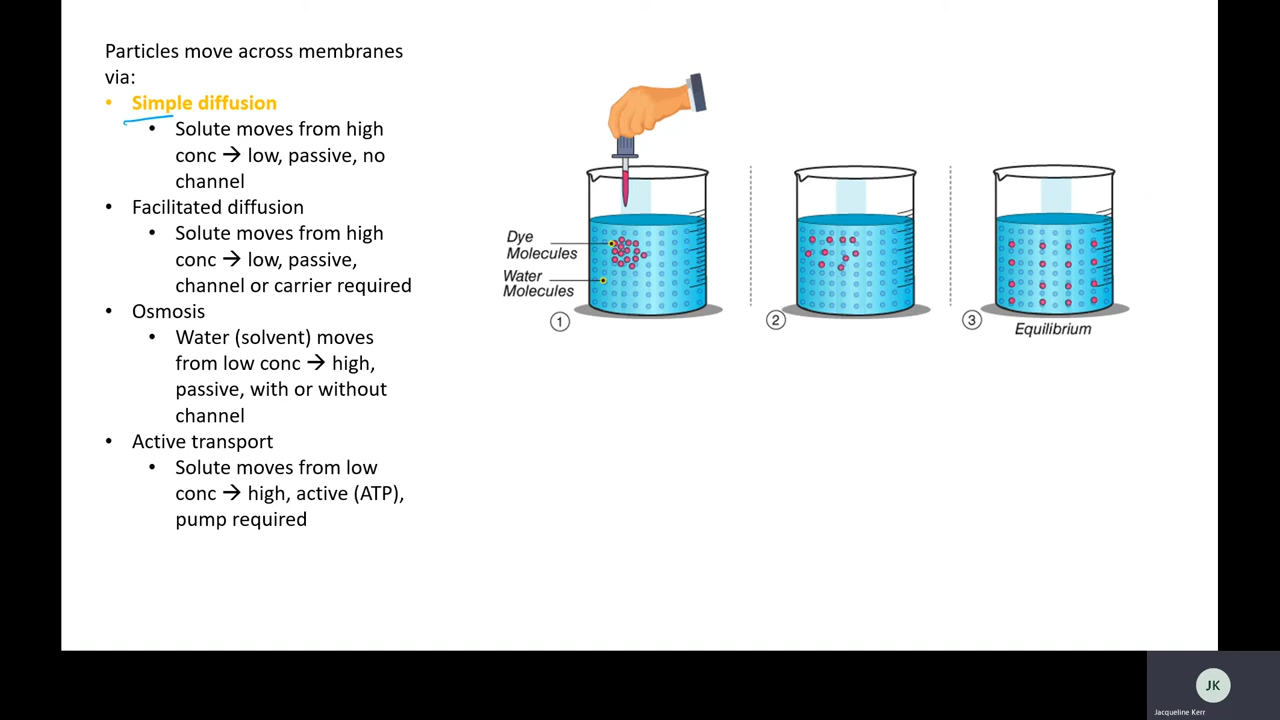 Particles move across membranes
via:
• Simple diffusion
• Solute moves from high
conc → low, passive, no
channel
• Facilitated diffusion
• Solute moves from high
conc → low, passive,
channel or carrier required
• Osmosis
• Water (solvent) moves
from low conc → high,
passive, with or without
channel
• Active transport
• Solute moves from low
conc → high, active (ATP),
pump required
Dye
Molecules
Water
Molecules
1
2
3
Equilibrium
JK
Jacqueline Kerr